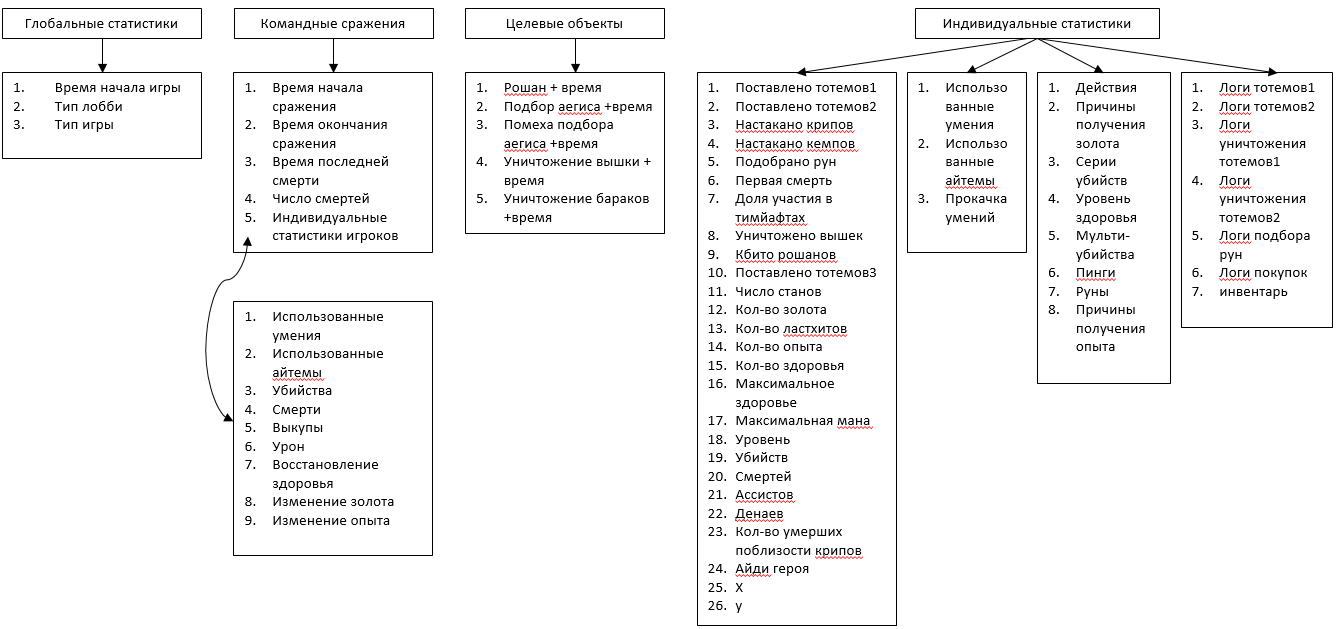 Глобальные статистики
1. Время начала игры
2. Тип лобби
3. Тип игры
Командные сражения
1. Время начала
сражения
2. Время окончания
сражения
3. Время последней
смерти
4. Число смертей
5. Индивидуальные
статистики игроков
1. Использованные
умения
2. Использованные
айтемы
3. Убийства
4. Смерти
5. Выкупы
6. Урон
7. Восстановление
здоровья
8. Изменение золота
9. Изменение опыта
Целевые объекты
1. Рошан + время
2. Подбор аегиса +время
3. Помеха подбора
аегиса +время
4. Уничтожение вышки +
время
5. Уничтожение бараков
+время
Индивидуальные статистики
1. Поставлено тотемов1
2. Поставлено тотемов2
3. Настакано крипов
4. Настакано кемпов
5. Подобрано рун
6. Первая смерть
7. Доля участия в
тимйафтах
8. Уничтожено вышек
9. Кбито рошанов
10. Поставлено тотемов3
11. Число станов
12. Кол-во золота
13. Кол-во ластхитов
14. Кол-во опыта
15. Кол-во здоровья
16. Максимальное
здоровье
17. Максимальная мана
18. Уровень
19. Убийств
20. Смертей
21. Ассистов
22. Денаев
23. Кол-во умерших
поблизости крипов
24. Айди героя
25. X
26. y
1. Использо
ванные
умения
2. Использо
ванные
айтемы
3. Прокачка
умений
1. Действия
2. Причины
получения
золота
3. Серии
убийств
4. Уровень
здоровья
5. Мульти-
убийства
6. Пинги
7. Руны
8. Причины
получения
опыта
1. Логи тотемов1
2. Логи тотемов2
3. Логи
уничтожения
тотемов1
4. Логи
уничтожения
тотемов2
5. Логи подбора
рун
6. Логи покупок
7. инвентарь